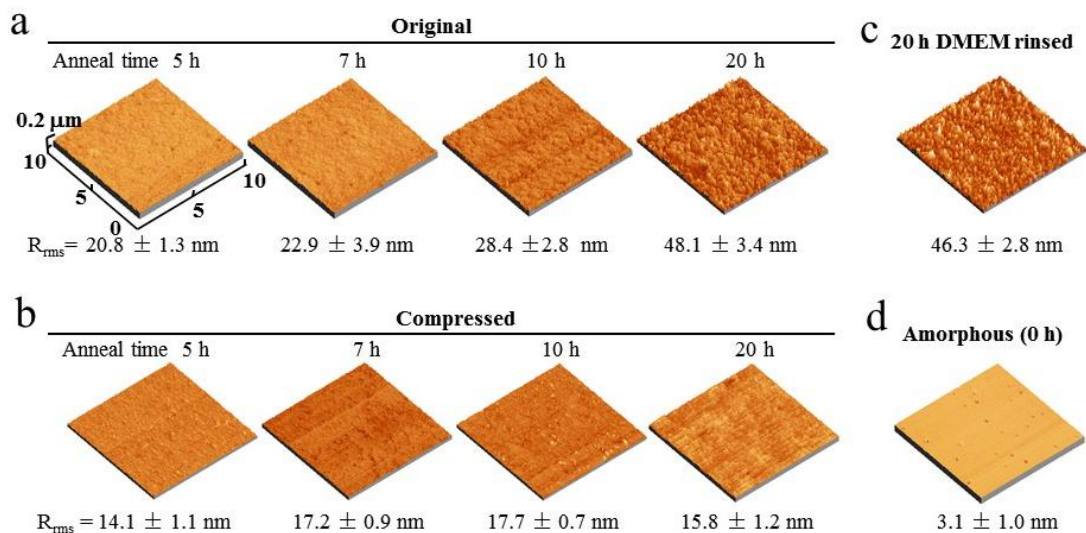 a
Original
Anneal time 5 h 7 h 10 h 20 h
0.2 μm
10
5
0
5
10
Rrms= 20.8 ± 1.3 nm 22.9 ± 3.9 nm 28.4 ±2.8 nm 48.1 ± 3.4 nm
c
20 h DMEM rinsed
46.3 ± 2.8 nm
b
Compressed
Anneal time 5 h 7 h 10 h 20 h
Rrms = 14.1 ± 1.1 nm 17.2 ± 0.9 nm 17.7 ± 0.7 nm 15.8 ± 1.2 nm
d
Amorphous (0 h)
3.1 ± 1.0 nm